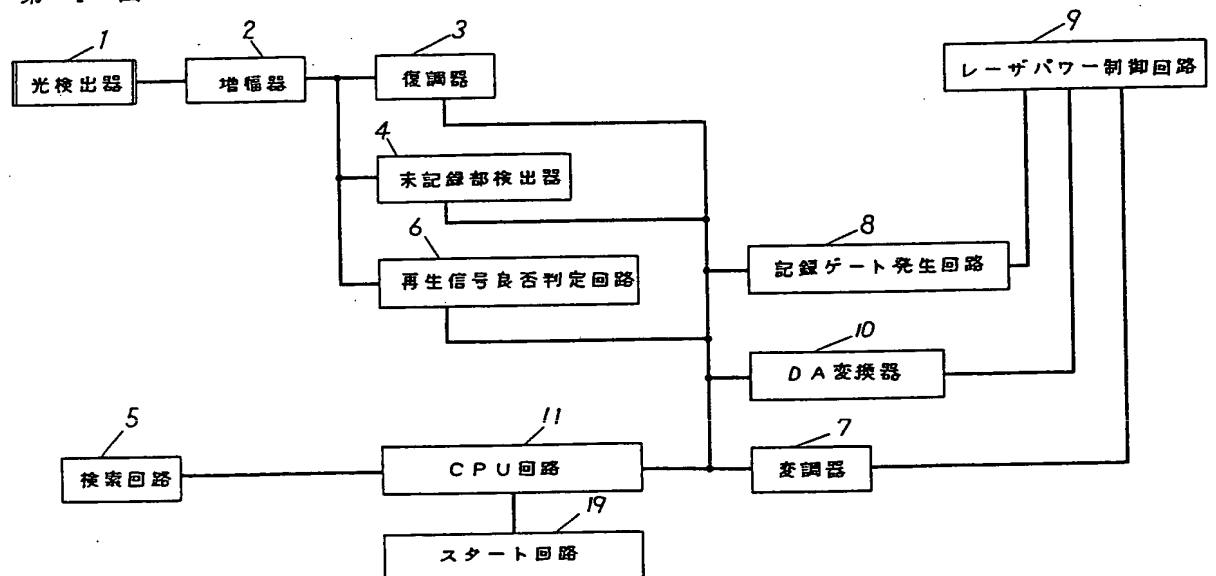 1
光検出器
2
増幅器
3
復調器
9
レーザパワー制御回路
4
未記録部検出器
6
再生信号良否判定回路
8
記録ゲート発生回路
10
DA変換器
5
検索回路
11
CPU回路
7
変調器
19
スタート回路